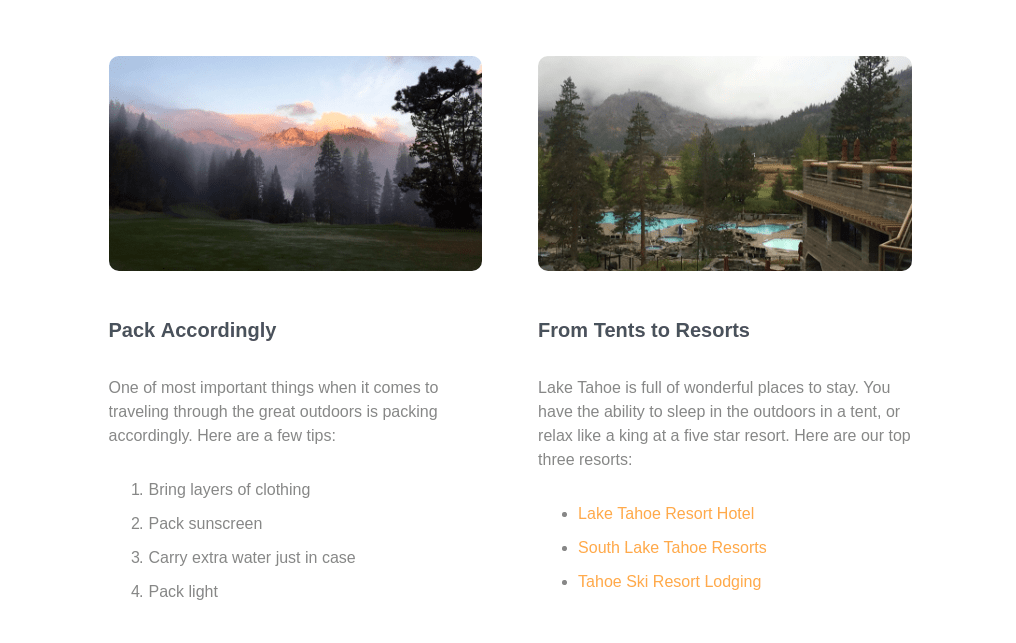 Pack Accordingly
One of most important things when it comes to
traveling through the great outdoors is packing
accordingly. Here are a few tips:
1. Bring layers of clothing
2. Pack sunscreen
3. Carry extra water just in case
4. Pack light
From Tents to Resorts
Lake Tahoe is full of wonderful places to stay. You
have the ability to sleep in the outdoors in a tent, or
relax like a king at a five star resort. Here are our top
three resorts:
• Lake Tahoe Resort Hotel
• South Lake Tahoe Resorts
• Tahoe Ski Resort Lodging